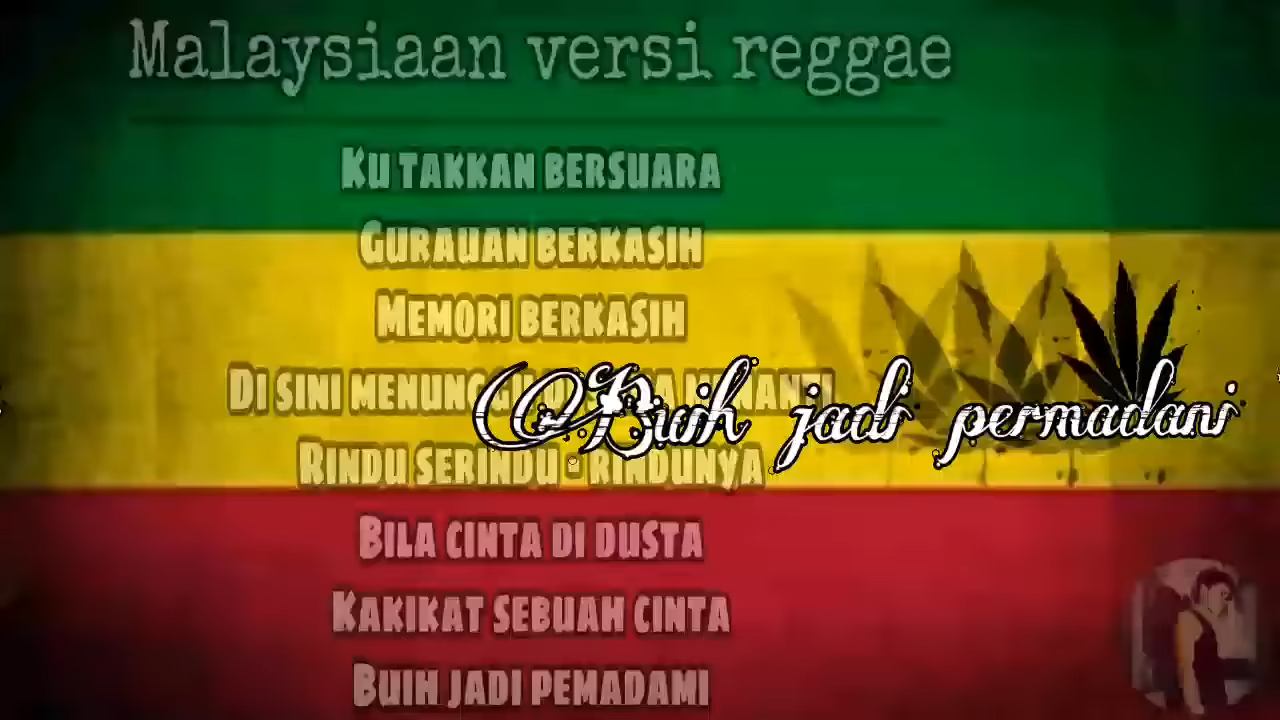 Malaysiaan versi reggae
Ku takkan bersuara
Gurauan berkasih
Memori berkasih
Di sini menunggu
Buih jadi permadani
Rindu serindu - rindunya
Bila cinta di dusta
Kakikat sebuah cinta
Buih jadi pemadami